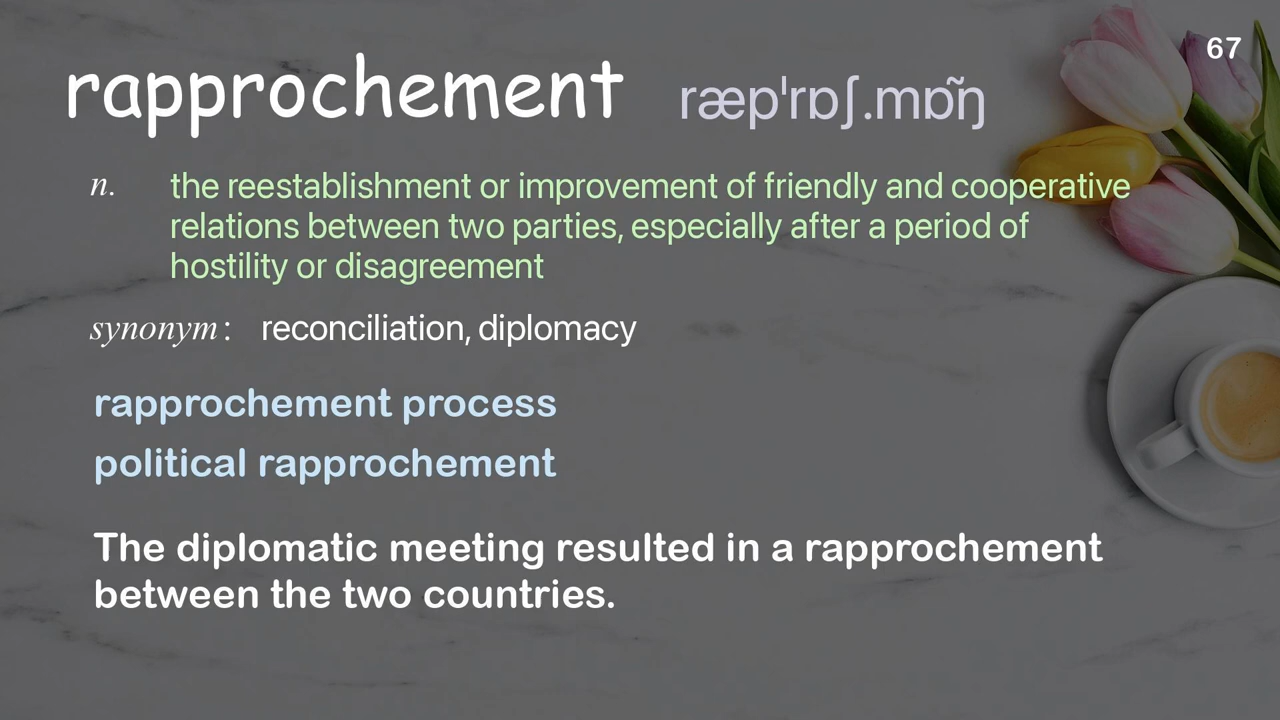 67
rapprochement ræpˈrɒʃ.mɒ̃ŋ
n. the reestablishment or improvement of friendly and cooperative
relations between two parties, especially after a period of
hostility or disagreement
synonym: reconciliation, diplomacy
rapprochement process
political rapprochement
The diplomatic meeting resulted in a rapprochement
between the two countries.